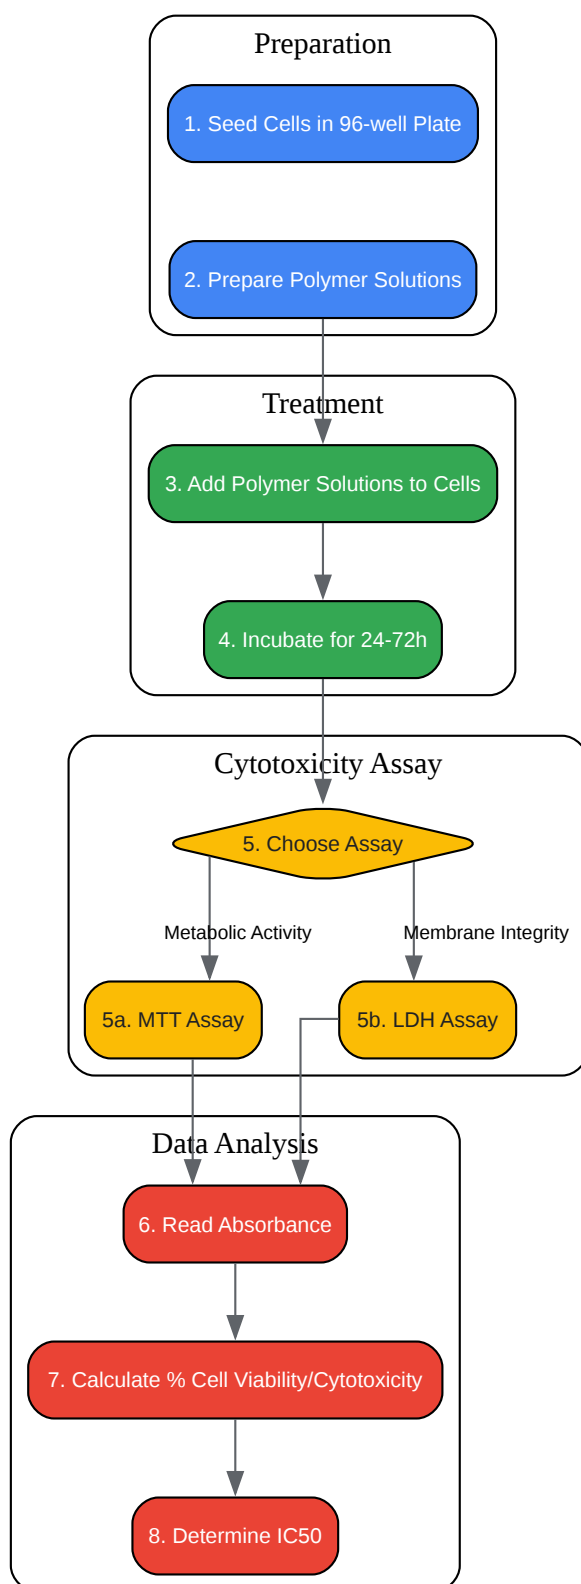 Preparation
1. Seed Cells in 96-well Plate
2. Prepare Polymer Solutions
Treatment
3. Add Polymer Solutions to Cells
4. Incubate for 24-72h
Cytotoxicity Assay
5. Choose Assay
Metabolic Activity
Membrane Integrity
5a. MTT Assay
5b. LDH Assay
Data Analysis
6. Read Absorbance
7. Calculate % Cell Viability/Cytotoxicity
8. Determine IC50